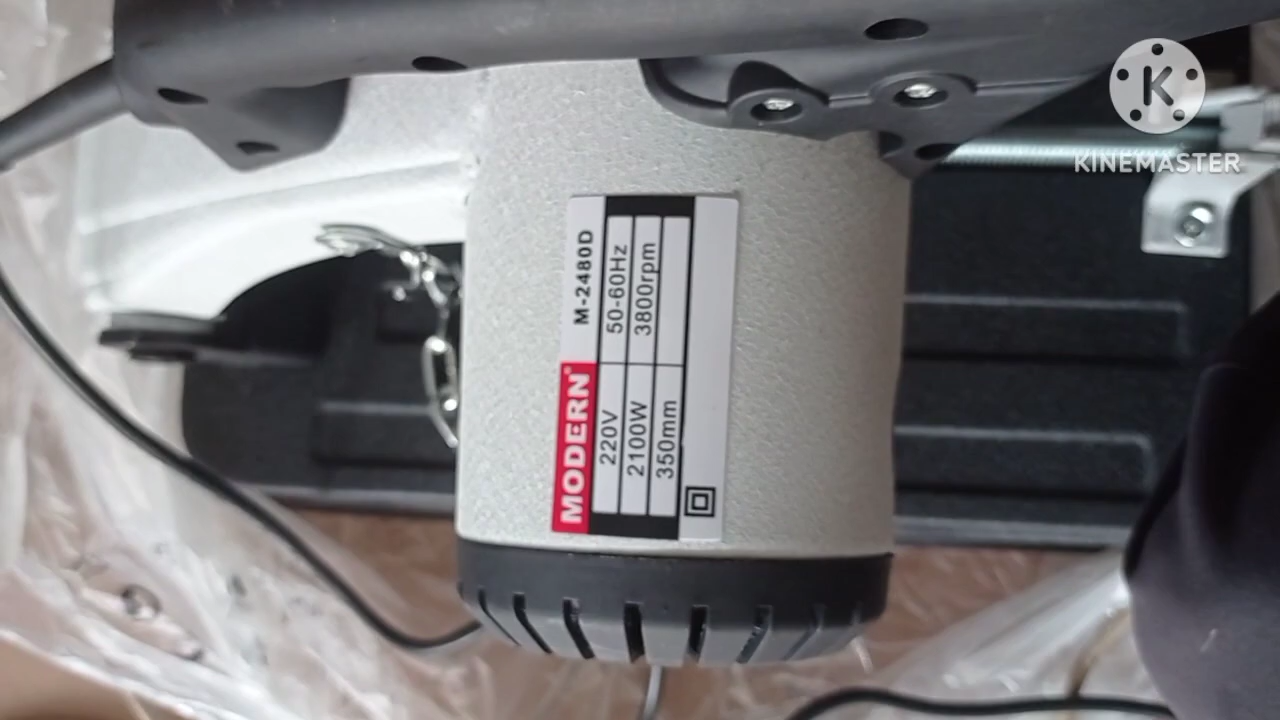 MODERN M-2480D
220V 50-60Hz
2100W 3800rpm
350mm
K
KINEMASTER